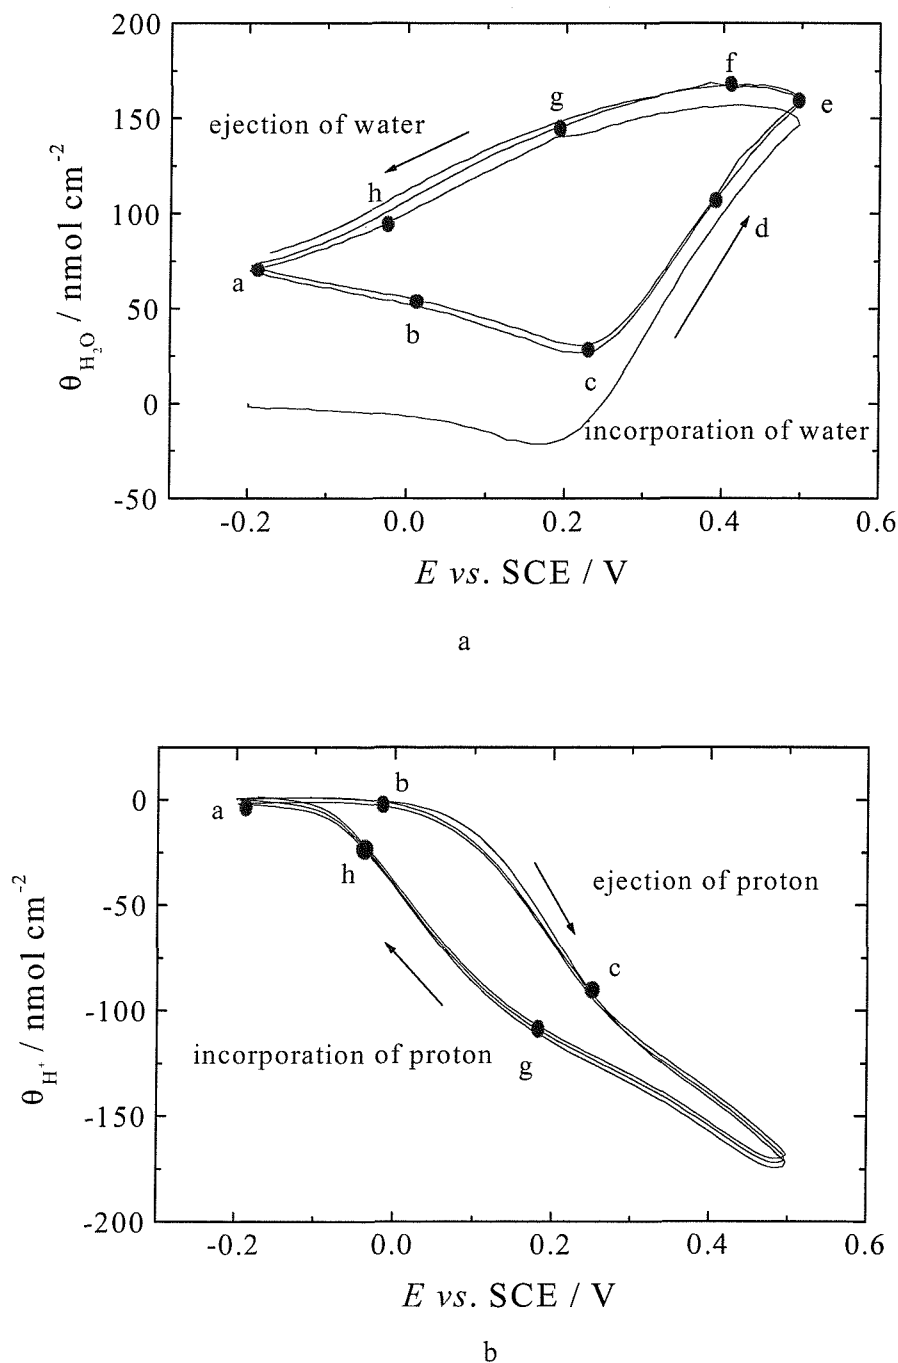 200
150
100
50
0
-50
θ H₂O / nmol cm⁻²
ejection of water
incorporation of water
a
b
c
d
e
f
g
h
-0.2 0.0 0.2 0.4 0.6
E vs. SCE / V
a
0
-50
-100
-150
-200
θ H⁺ / nmol cm⁻²
a
b
c
g
h
ejection of proton
incorporation of proton
-0.2 0.0 0.2 0.4 0.6
E vs. SCE / V
b